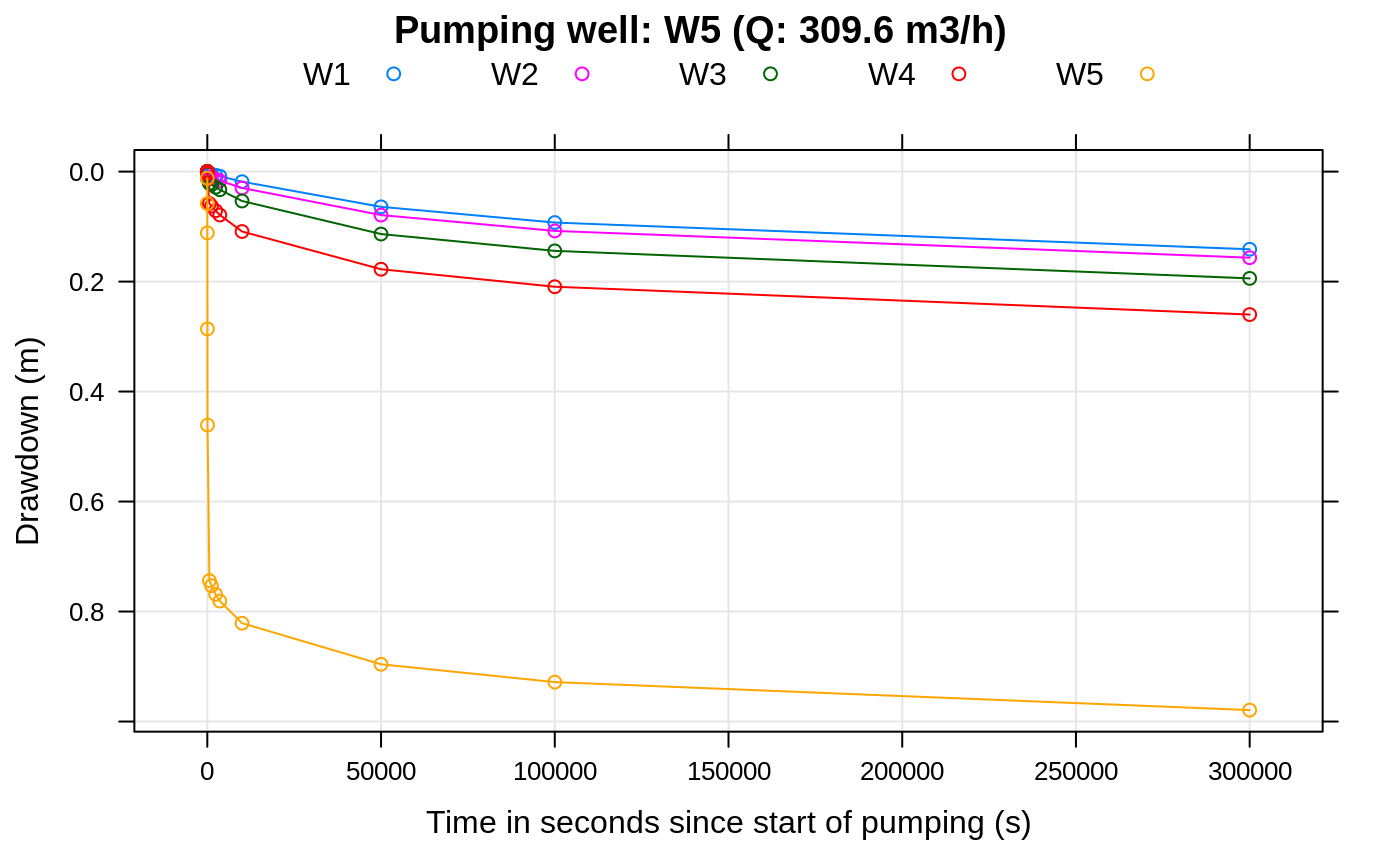 Pumping well: W5 (Q: 309.6 m3/h)
W1 W2 W3 W4 W5
0.0
0.2
0.4
0.6
0.8
Drawdown (m)
0 50000 100000 150000 200000 250000 300000
Time in seconds since start of pumping (s)